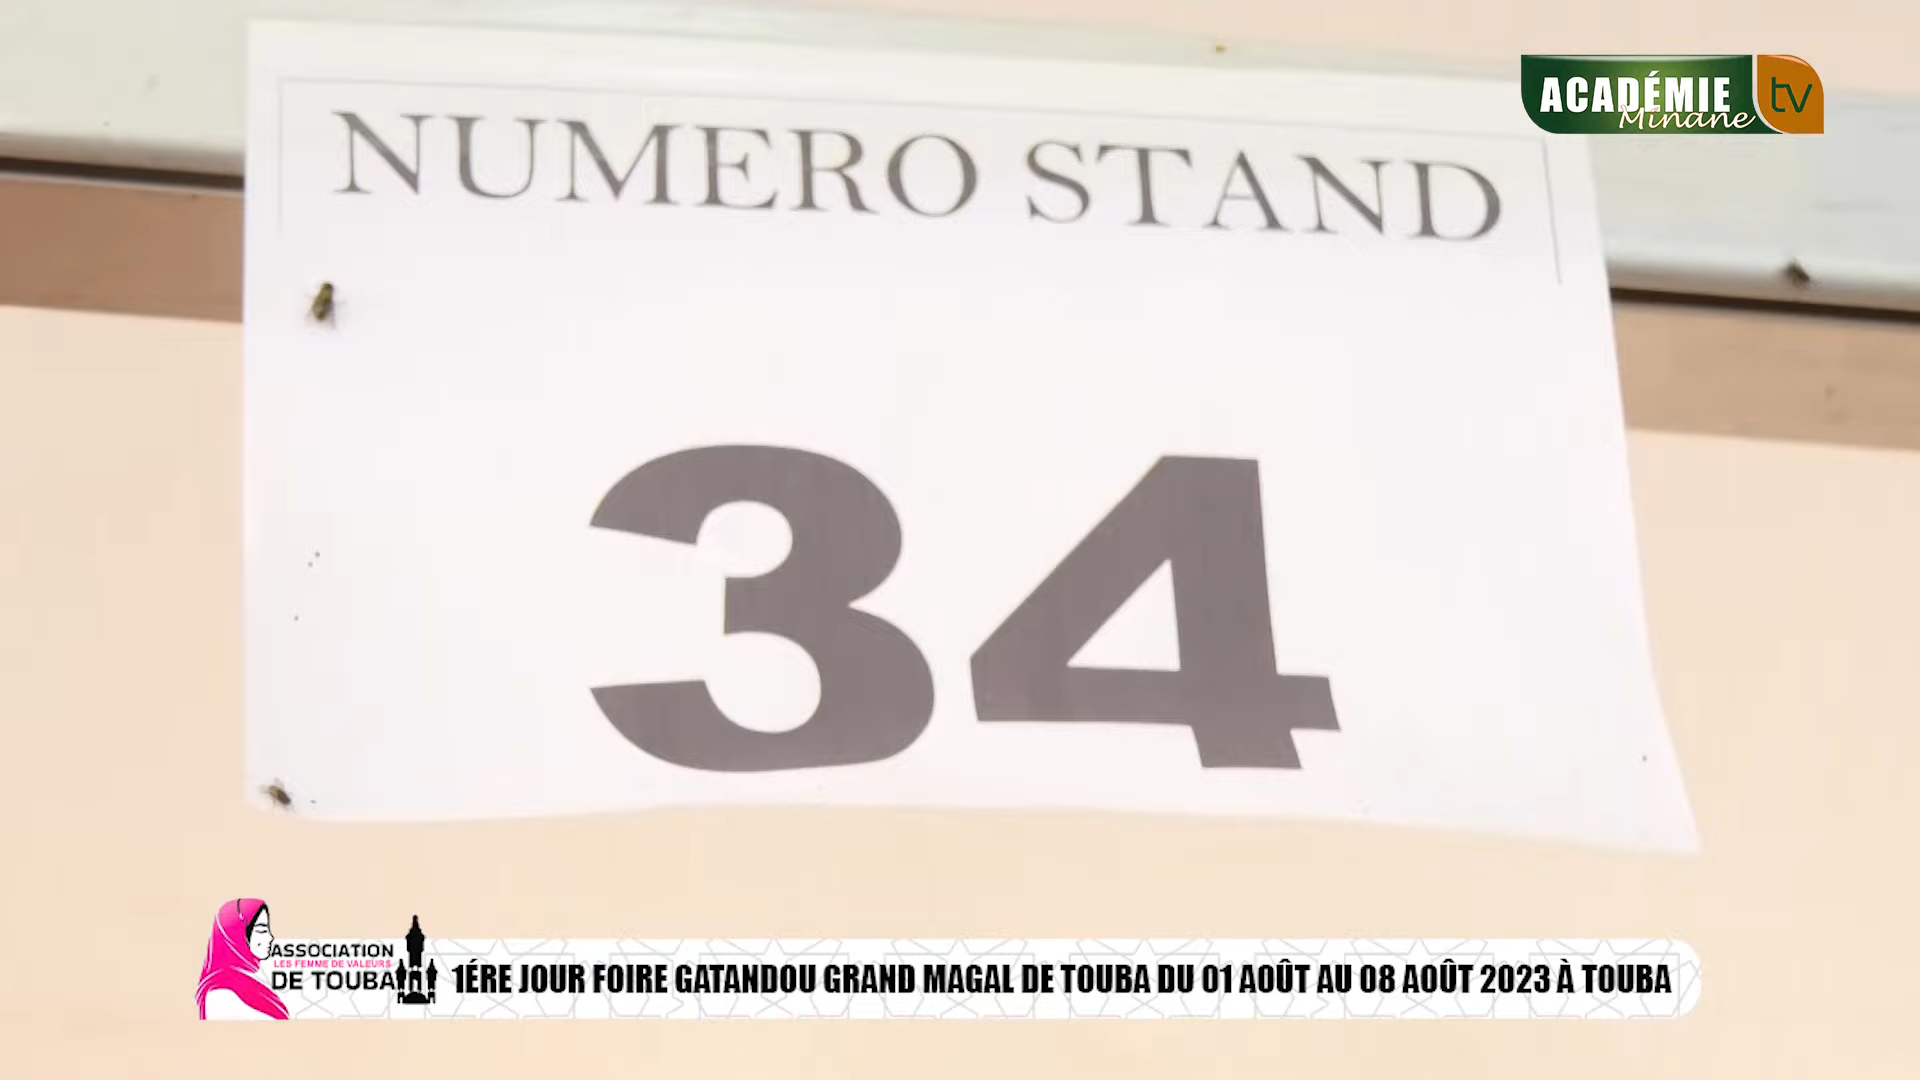 ACADÉMIE tv
Minane
NUMERO STAND
34
ASSOCIATION
LES FEMME DE VALEURS
DE TOUBA
1ÉRE JOUR FOIRE GATANDOU GRAND MAGAL DE TOUBA DU 01 AOÛT AU 08 AOÛT 2023 À TOUBA